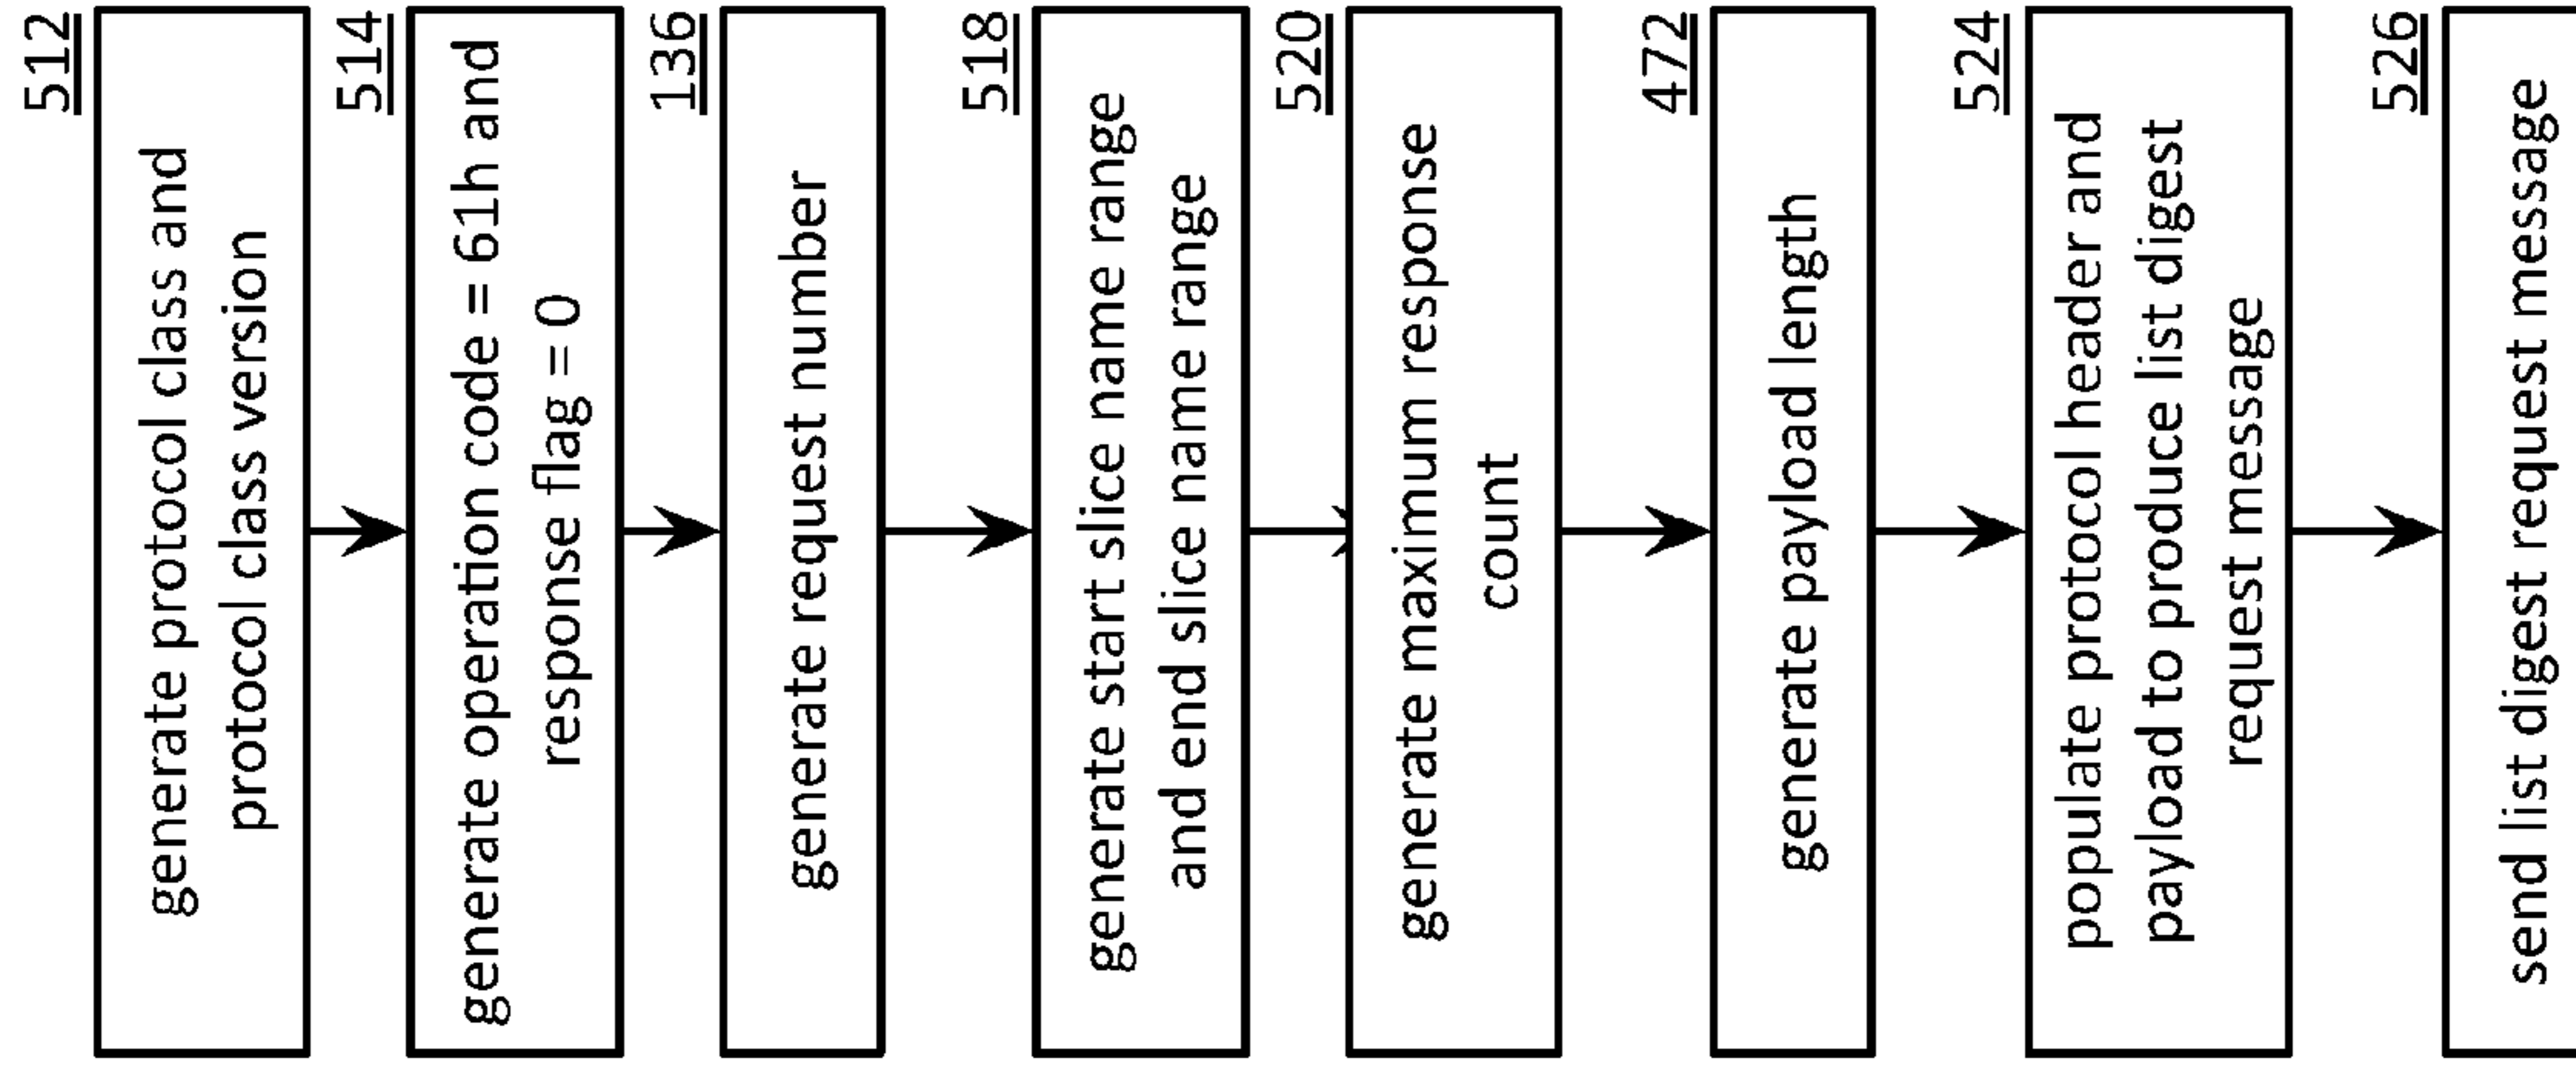 512
generate protocol class and
protocol class version
514
generate operation code = 61h and
response flag = 0
136
generate request number
518
generate start slice name range
and end slice name range
520
generate maximum response
count
472
generate payload length
524
populate protocol header and
payload to produce list digest
request message
526
send list digest request message